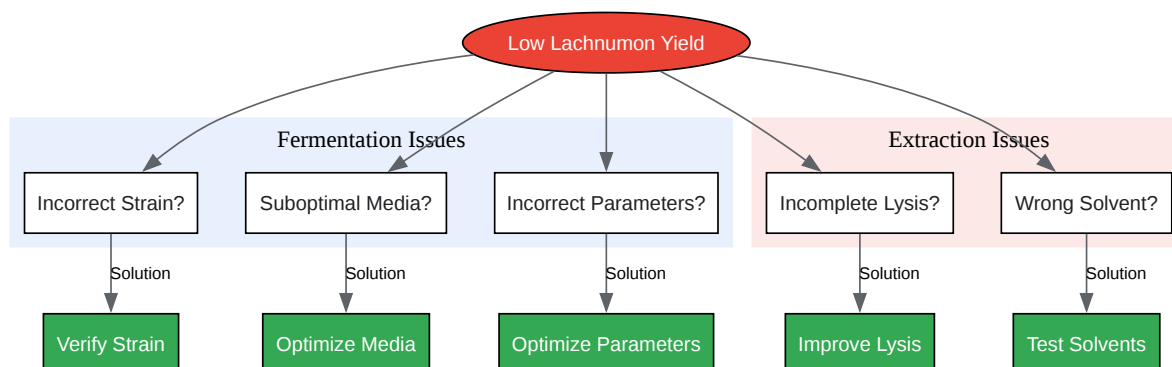 Low Lachnumon Yield
Fermentation Issues
Extraction Issues
Incorrect Strain?
Suboptimal Media?
Incorrect Parameters?
Incomplete Lysis?
Wrong Solvent?
Solution
Solution
Solution
Solution
Solution
Verify Strain
Optimize Media
Optimize Parameters
Improve Lysis
Test Solvents